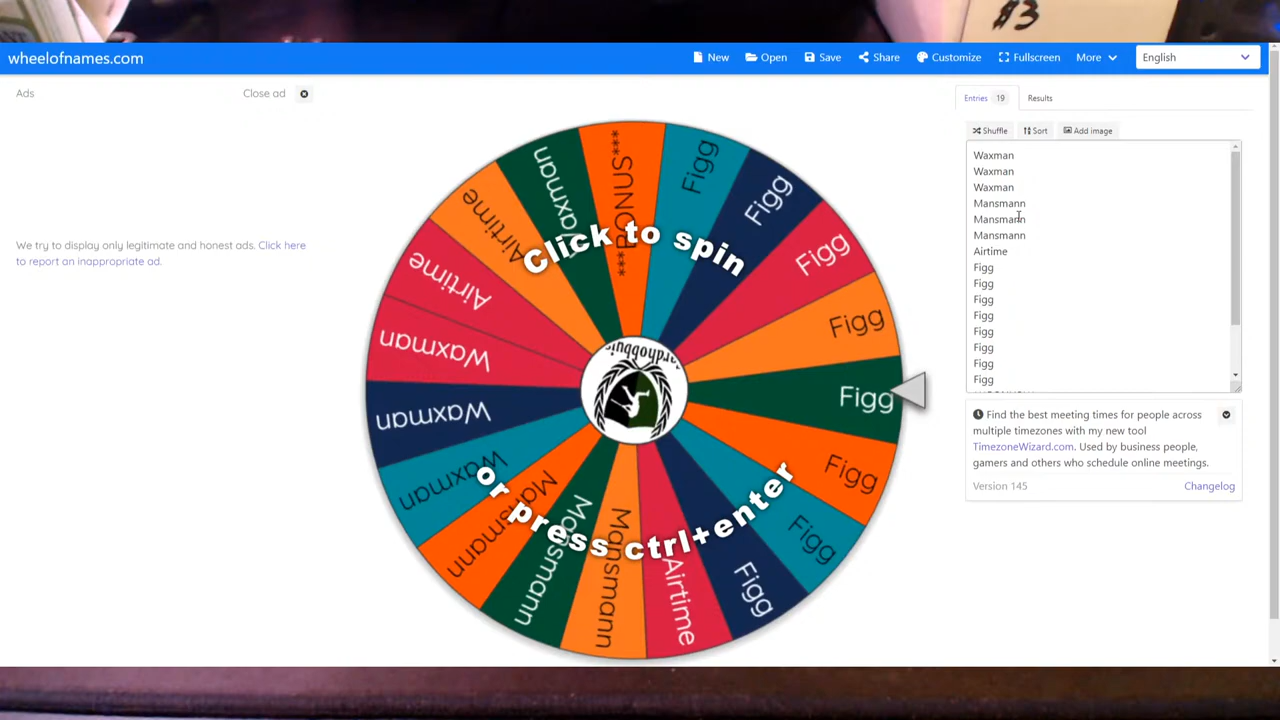 $3
wheelofnames.com
New
Open
Save
Share
Customize
Fullscreen
More
English
Ads
Close ad
We try to display only legitimate and honest ads. Click here
to report an inappropriate ad.
Click to spin
or press ctrl+enter
***BONUS***
Figg
Figg
Figg
Figg
Figg
Figg
Figg
Figg
Airtime
Mansmann
Mansmann
Mansmann
Waxman
Waxman
Waxman
Airtime
Airtime
Waxman
Entries 19
Results
Shuffle
Sort
Add image
Waxman
Waxman
Waxman
Mansmann
Mansmann
Mansmann
Airtime
Figg
Figg
Figg
Figg
Figg
Figg
Figg
Figg
Find the best meeting times for people across
multiple timezones with my new tool
TimezoneWizard.com. Used by business people,
gamers and others who schedule online meetings.
Version 145
Changelog